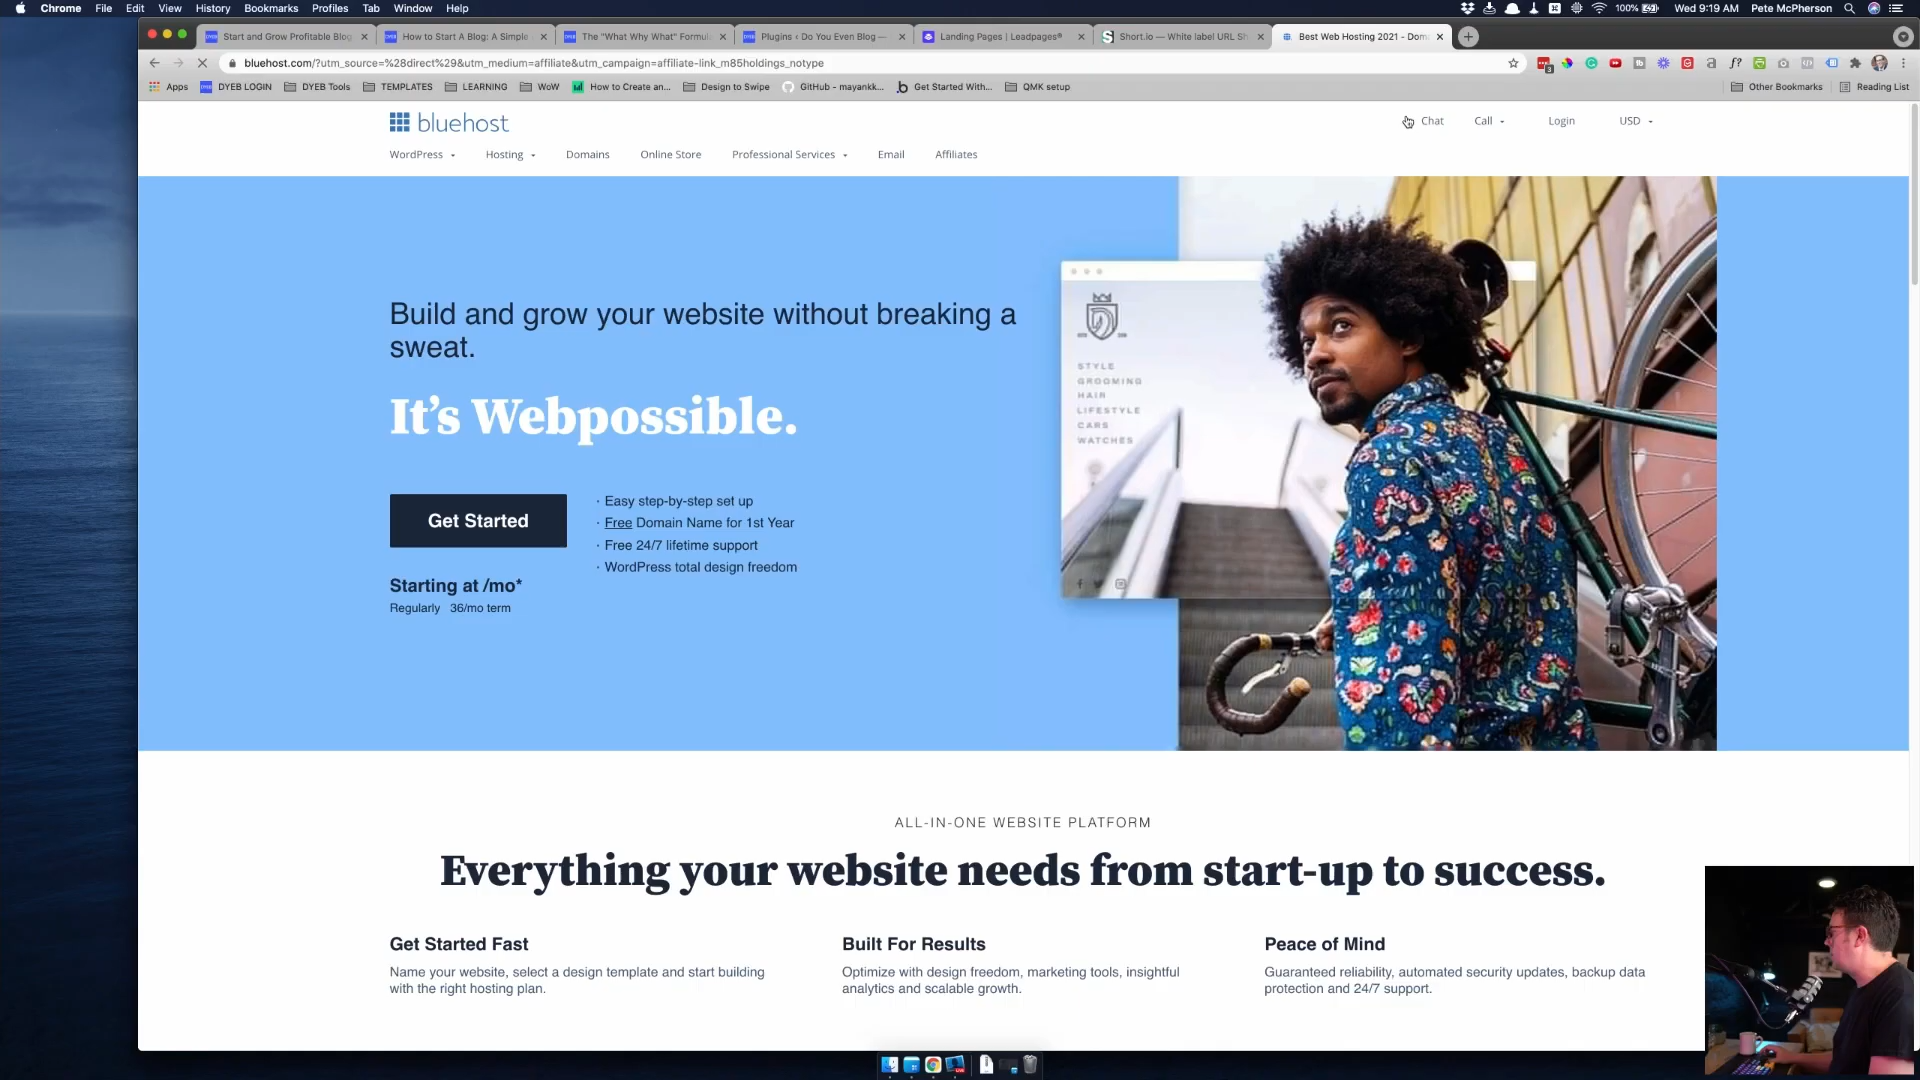 Chrome File Edit View History Bookmarks Profiles Tab Window Help
100% Wed 9:19 AM Pete McPherson
Start and Grow Profitable Blog
How to Start A Blog: A Simple
The "What Why What" Formul
Plugins ‹ Do You Even Blog —
Landing Pages | Leadpages®
Short.io — White label URL Sh
Best Web Hosting 2021 - Dom
bluehost.com/?utm_source=%28direct%29&utm_medium=affiliate&utm_campaign=affiliate-link_m85holdings_notype
Apps DYEB LOGIN DYEB Tools TEMPLATES LEARNING WoW How to Create an... Design to Swipe GitHub - mayankk... Get Started With... QMK setup Other Bookmarks Reading List
bluehost
Chat Call Login USD
WordPress Hosting Domains Online Store Professional Services Email Affiliates
Build and grow your website without breaking a
sweat.
It's Webpossible.
Get Started
· Easy step-by-step set up
· Free Domain Name for 1st Year
· Free 24/7 lifetime support
· WordPress total design freedom
Starting at /mo*
Regularly 36/mo term
STYLE
GROOMING
HAIR
LIFESTYLE
CARS
WATCHES
ALL-IN-ONE WEBSITE PLATFORM
Everything your website needs from start-up to success.
Get Started Fast
Name your website, select a design template and start building
with the right hosting plan.
Built For Results
Optimize with design freedom, marketing tools, insightful
analytics and scalable growth.
Peace of Mind
Guaranteed reliability, automated security updates, backup data
protection and 24/7 support.